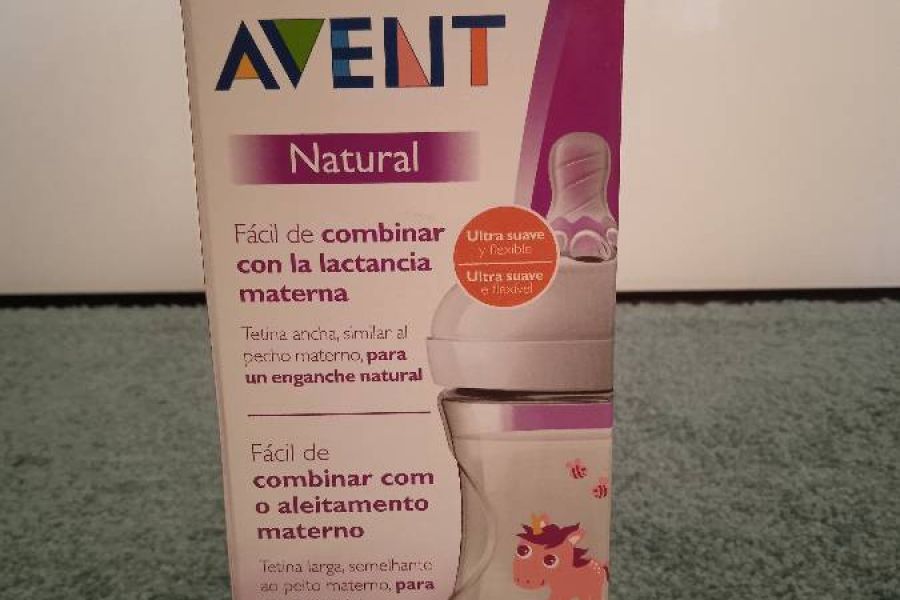 AVENT
Natural
Fácil de combinar
con la lactancia
materna
Ultra suave
y flexible
Ultra suave
e flexível
Tetina ancha, similar al
pecho materno, para
un enganche natural
Fácil de
combinar com
o aleitamento
materno
Tetina larga, semelhante
ao peito materno, para